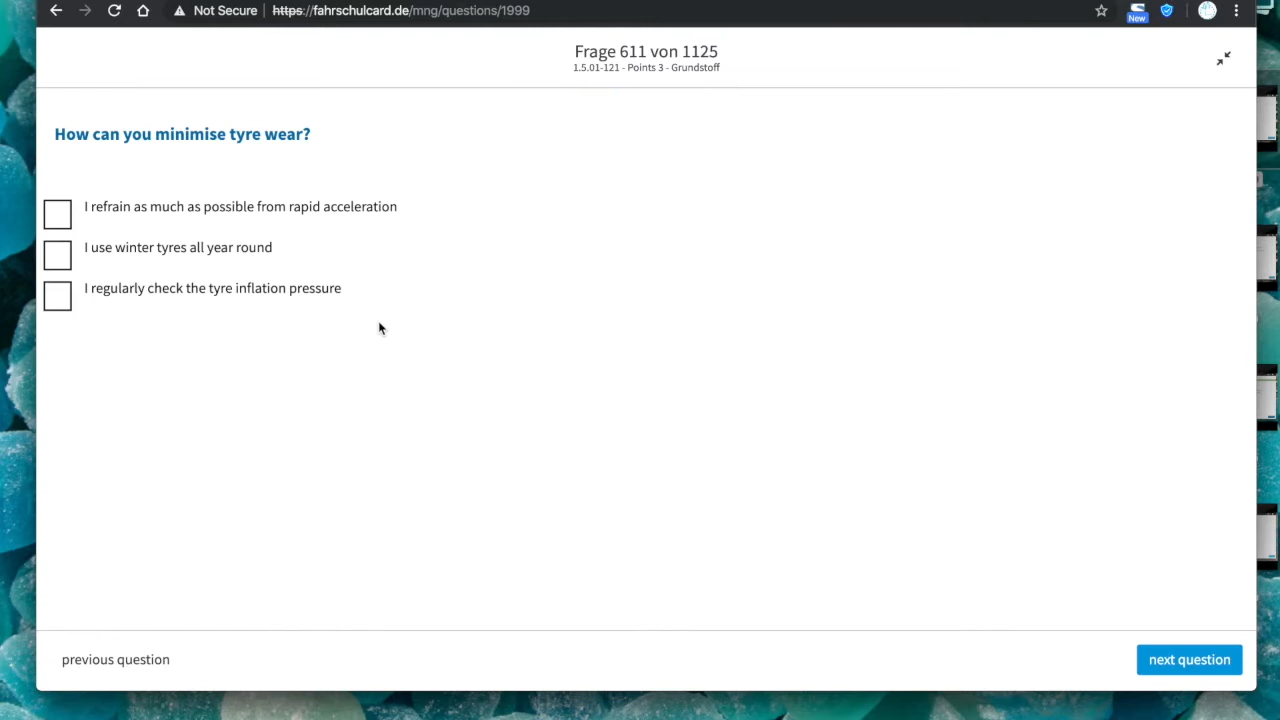 Not Secure https://fahrschulcard.de/mng/questions/1999
New
Frage 611 von 1125
1.5.01-121 - Points 3 - Grundstoff
How can you minimise tyre wear?
I refrain as much as possible from rapid acceleration
I use winter tyres all year round
I regularly check the tyre inflation pressure
previous question
next question